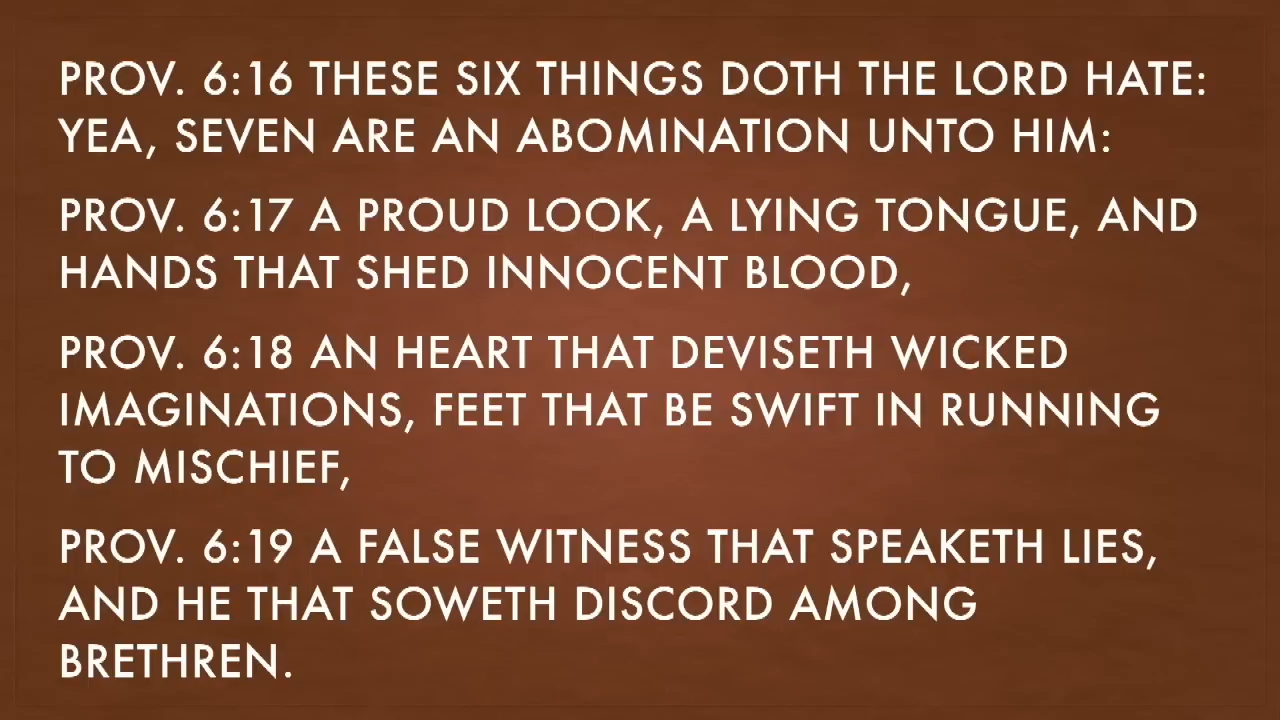 PROV. 6:16 THESE SIX THINGS DOTH THE LORD HATE:
YEA, SEVEN ARE AN ABOMINATION UNTO HIM:
PROV. 6:17 A PROUD LOOK, A LYING TONGUE, AND
HANDS THAT SHED INNOCENT BLOOD,
PROV. 6:18 AN HEART THAT DEVISETH WICKED
IMAGINATIONS, FEET THAT BE SWIFT IN RUNNING
TO MISCHIEF,
PROV. 6:19 A FALSE WITNESS THAT SPEAKETH LIES,
AND HE THAT SOWETH DISCORD AMONG
BRETHREN.